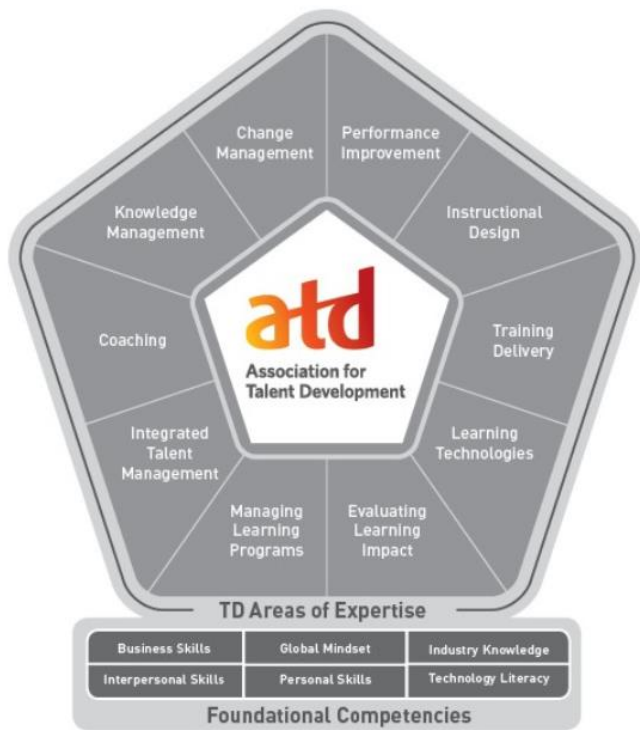 Change
Management
Performance
Improvement
Knowledge
Management
Instructional
Design
Coaching
atd
Association for
Talent Development
Training
Delivery
Integrated
Talent
Management
Learning
Technologies
Managing
Learning
Programs
Evaluating
Learning
Impact
TD Areas of Expertise
Business Skills
Global Mindset
Industry Knowledge
Interpersonal Skills
Personal Skills
Technology Literacy
Foundational Competencies